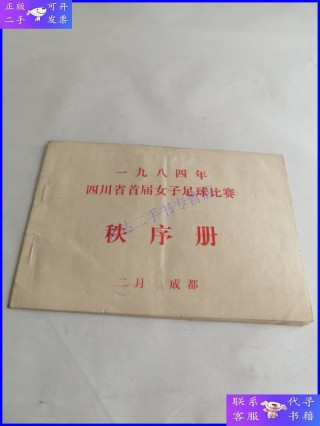 正版 可开
二手 发票
一九八四年
四川省首届女子足球比赛
秩序册
二月 成都
联系 代寻
客服 书籍